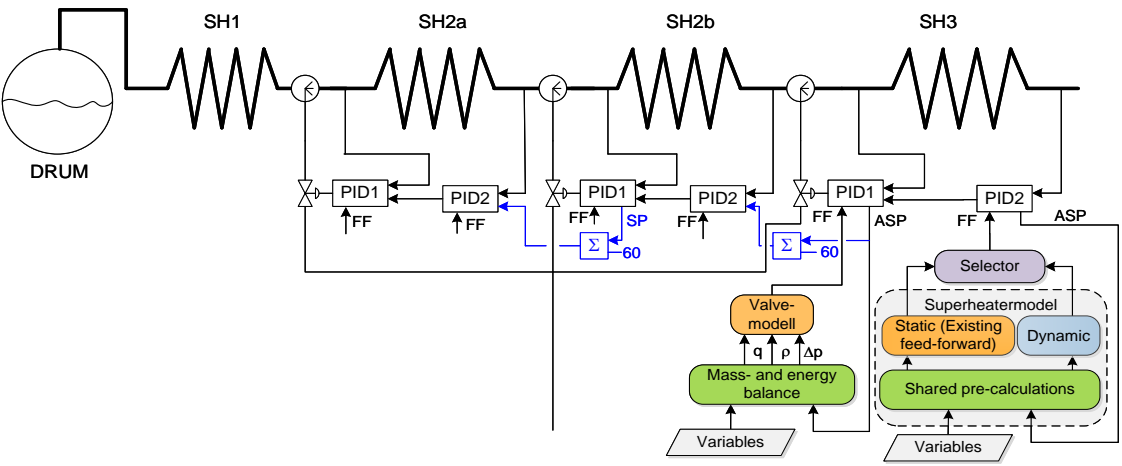 SH1
SH2a
SH2b
SH3
DRUM
PID1
PID2
PID1
PID2
PID1
PID2
FF
FF
FF
SP
FF
FF
ASP
FF
ASP
Σ
60
Σ
60
Selector
Valve-
modell
Superheatermodel
Static (Existing
feed-forward)
Dynamic
q
ρ
Δp
Mass- and energy
balance
Shared pre-calculations
Variables
Variables